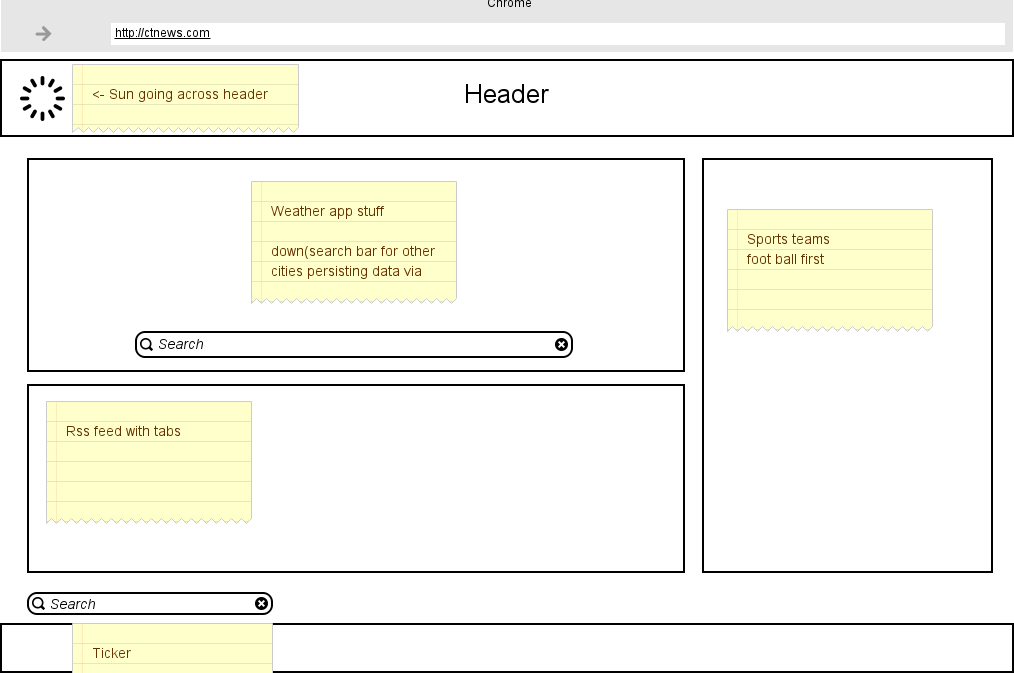 Chrome
http://ctnews.com
<- Sun going across header
Header
Weather app stuff
down(search bar for other
cities persisting data via
Search
Sports teams
foot ball first
Rss feed with tabs
Search
Ticker